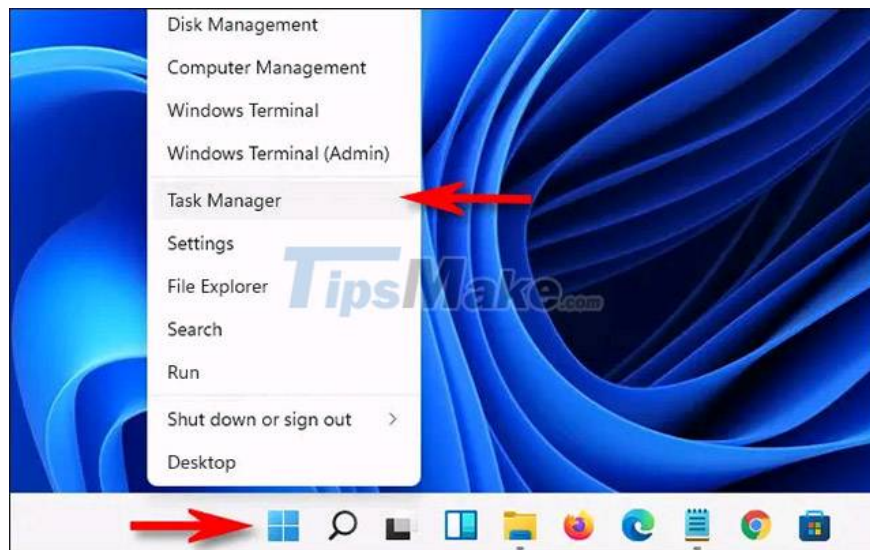 Disk Management
Computer Management
Windows Terminal
Windows Terminal (Admin)
Task Manager
Settings
File Explorer
TipsMake.com
Search
Run
Shut down or sign out
Desktop